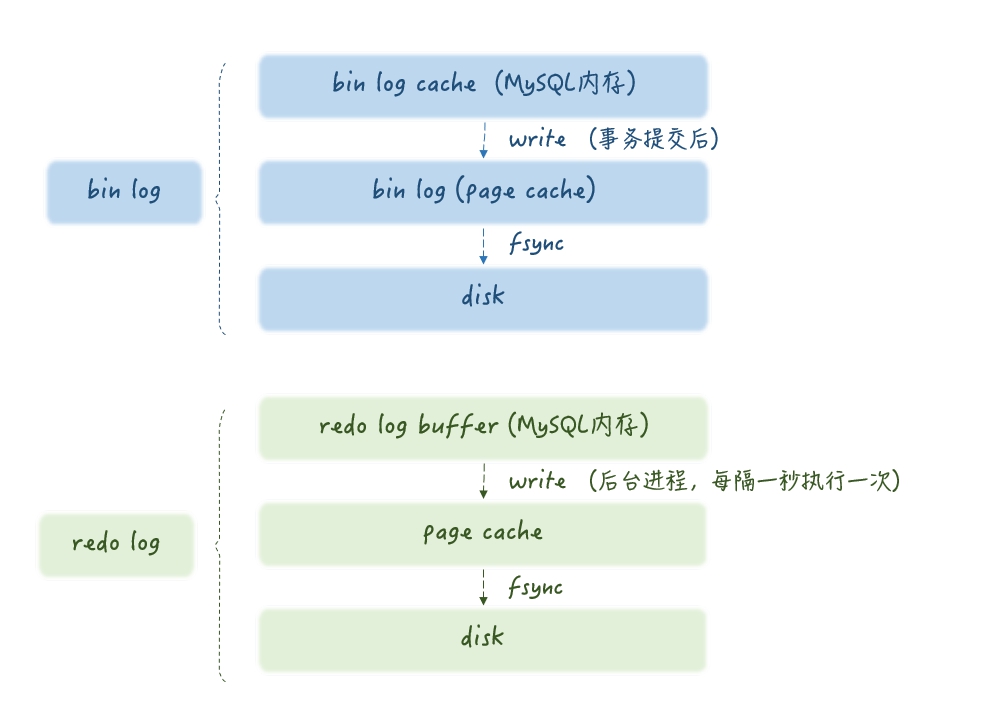 bin log cache (MySQL内存)
write (事务提交后)
bin log
bin log (page cache)
fsync
disk
redo log buffer (MySQL内存)
write (后台进程，每隔一秒执行一次)
redo log
page cache
fsync
disk